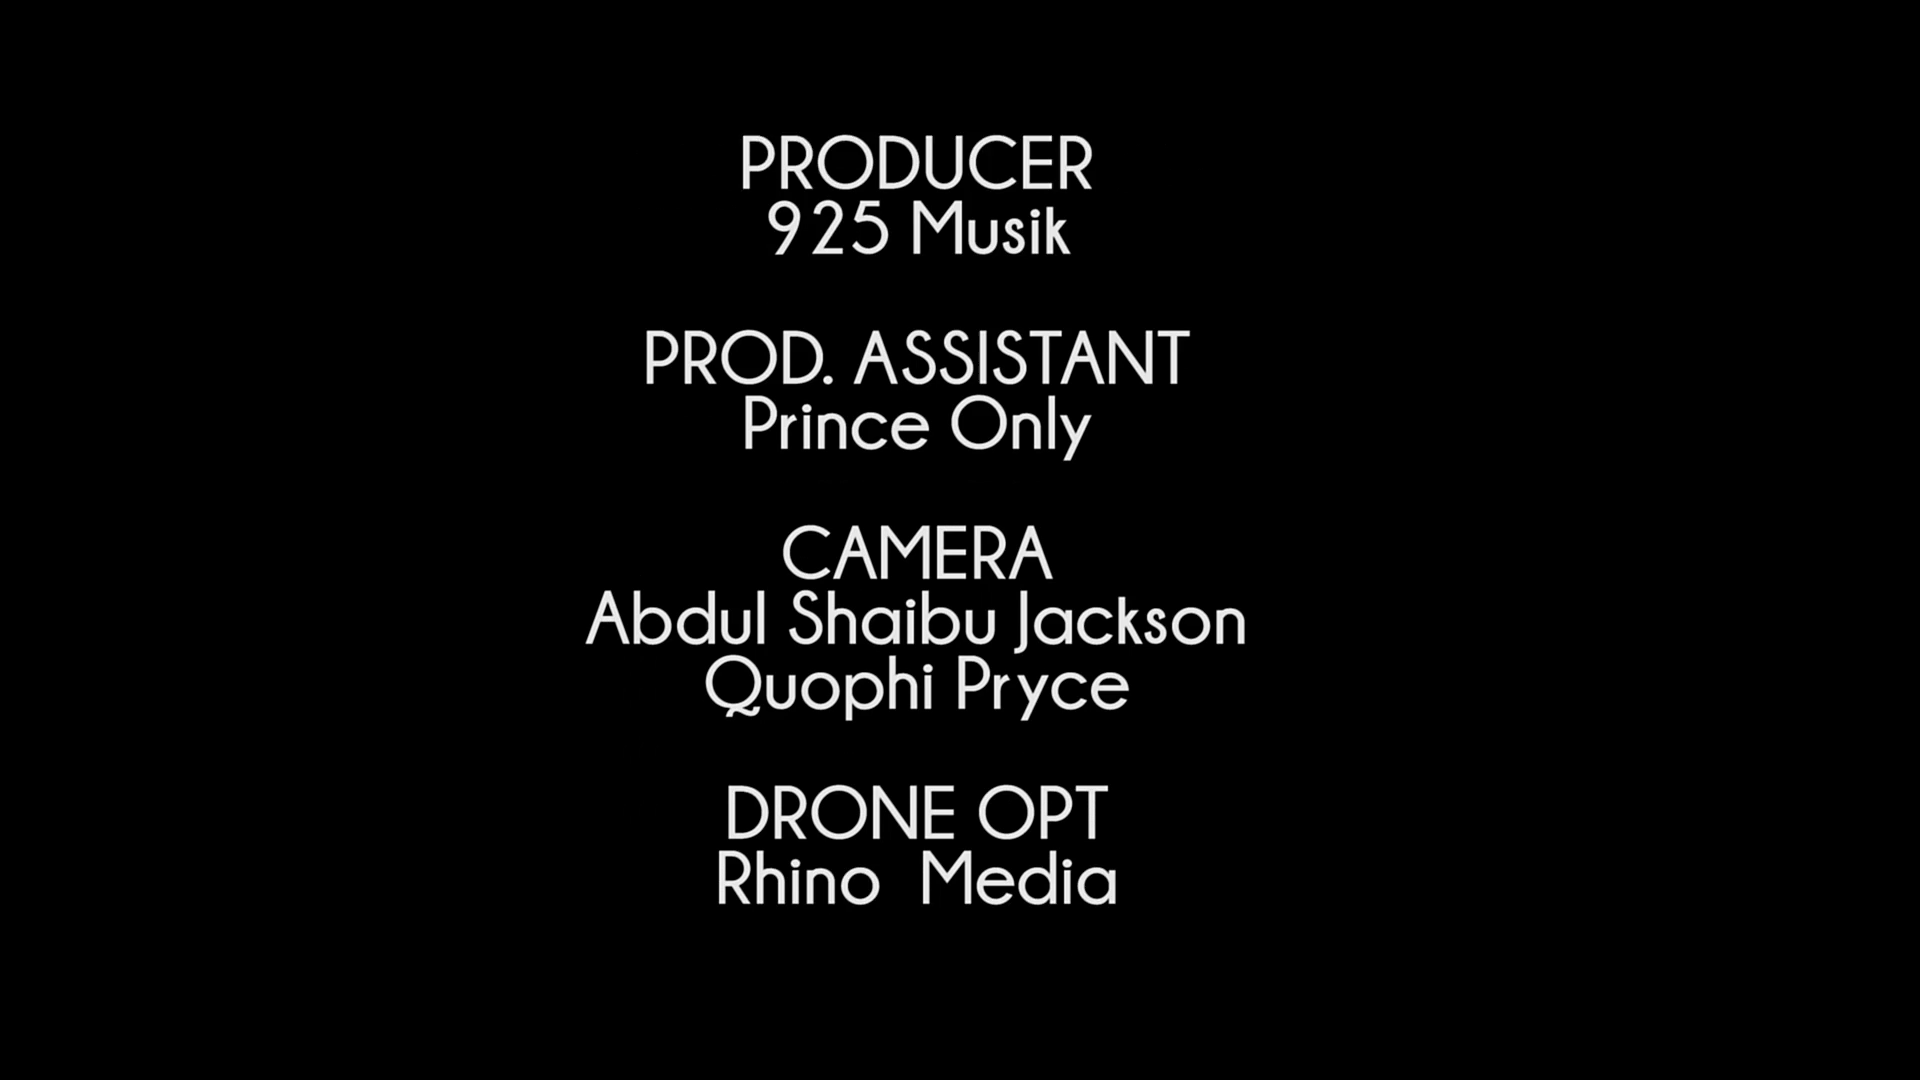 PRODUCER
925 Musik
PROD. ASSISTANT
Prince Only
CAMERA
Abdul Shaibu Jackson
Quophi Pryce
DRONE OPT
Rhino Media